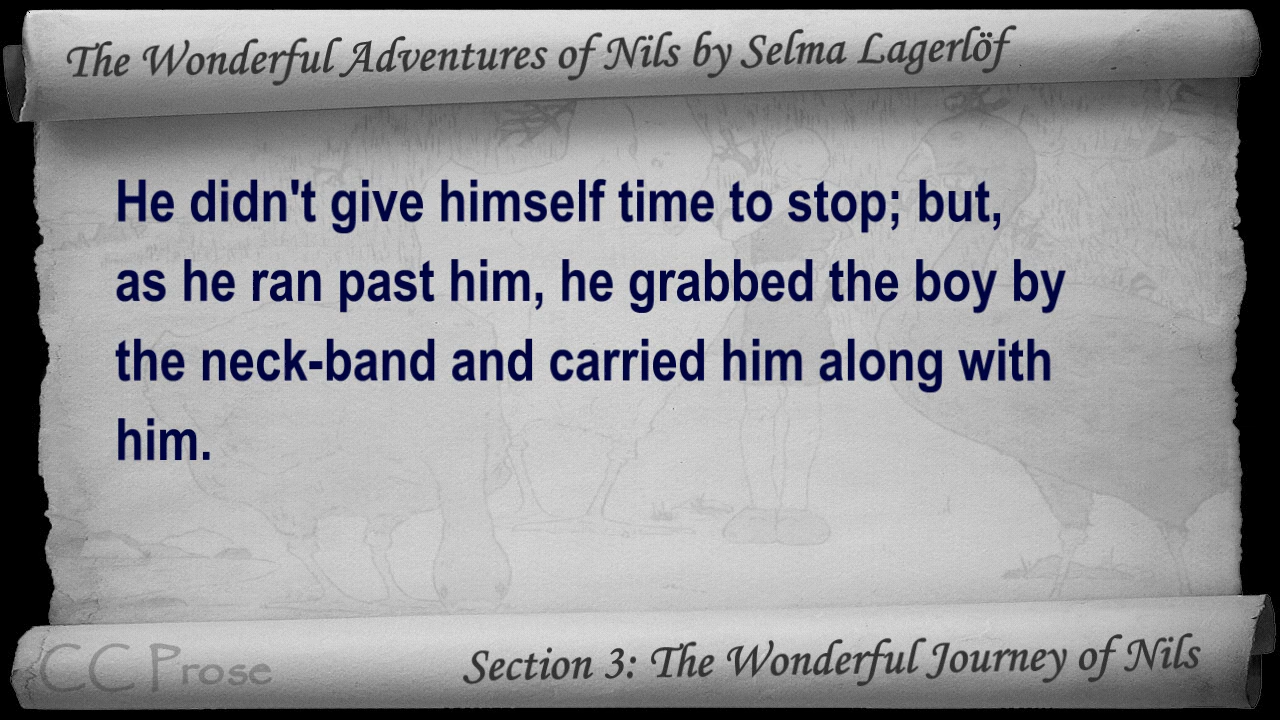 The Wonderful Adventures of Nils by Selma Lagerlöf
He didn't give himself time to stop; but,
as he ran past him, he grabbed the boy by
the neck-band and carried him along with
him.
CC Prose
Section 3: The Wonderful Journey of Nils